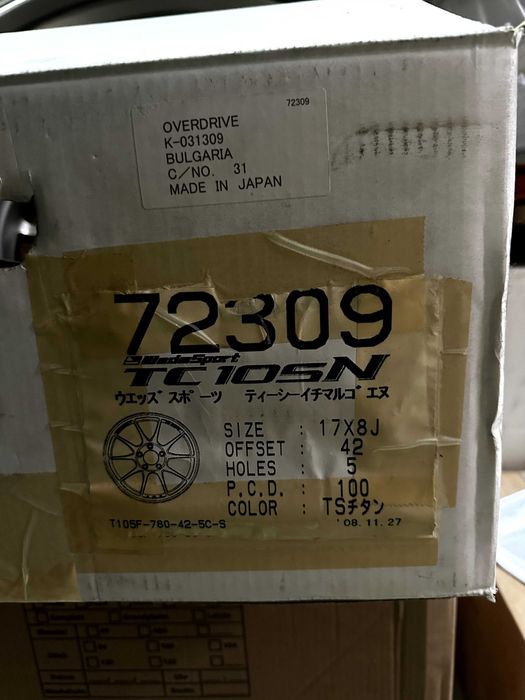 72309
OVERDRIVE
K-031309
BULGARIA
C/NO. 31
MADE IN JAPAN
72309
WedsSport
TC105N
ウエッズ スポーツ ティーシーイチマルゴ エヌ
SIZE : 17X8J
OFFSET : 42
HOLES : 5
P.C.D. : 100
COLOR : TSチタン
T105F-780-42-5C-S
'08.11.27